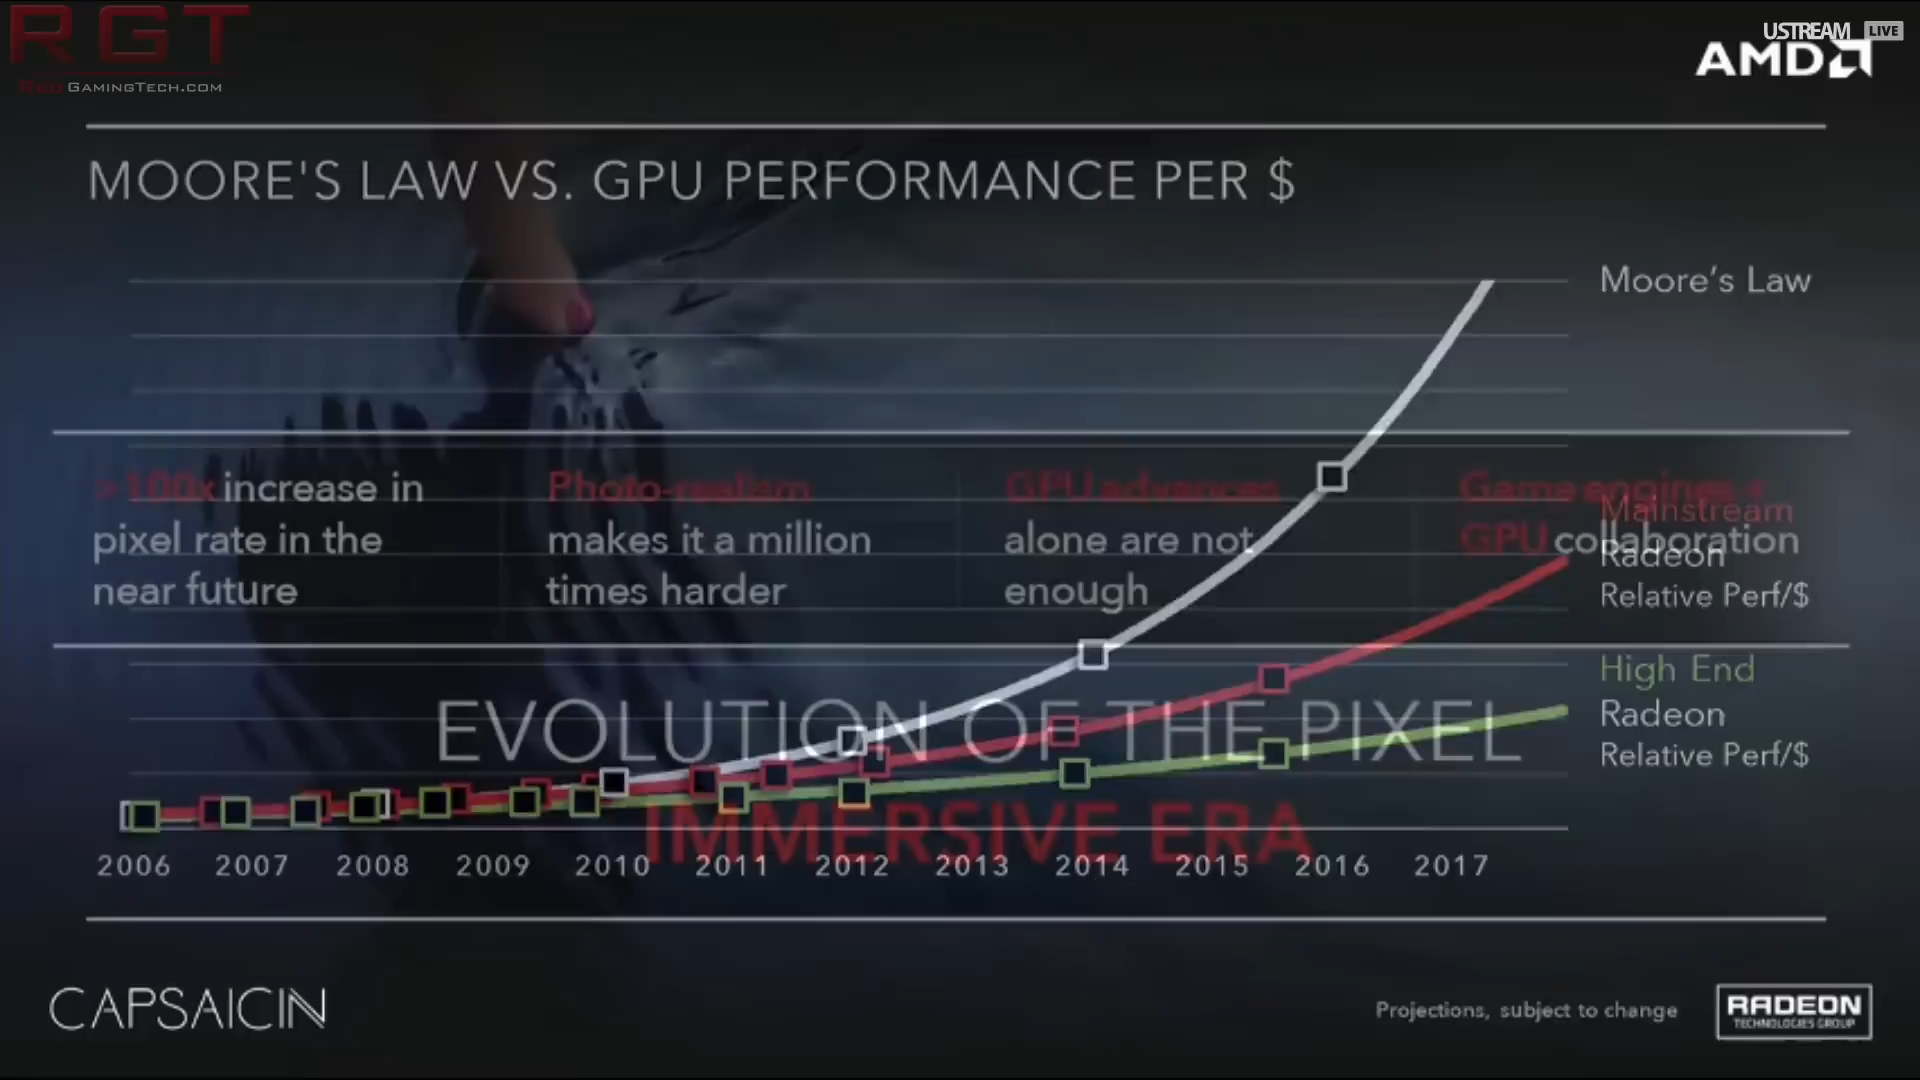 RGT
USTREAM LIVE
RedGamingTech.com
AMD
MOORE'S LAW VS. GPU PERFORMANCE PER $
Moore's Law
>100x increase in
pixel rate in the
near future
Photo-realism
makes it a million
times harder
GPU advances
alone are not
enough
Game engines +
GPU collaboration
Mainstream
Radeon
Relative Perf/$
High End
Radeon
Relative Perf/$
EVOLUTION OF THE PIXEL
IMMERSIVE ERA
2006 2007 2008 2009 2010 2011 2012 2013 2014 2015 2016 2017
CAPSAICIN
Projections, subject to change
RADEON
TECHNOLOGIES GROUP